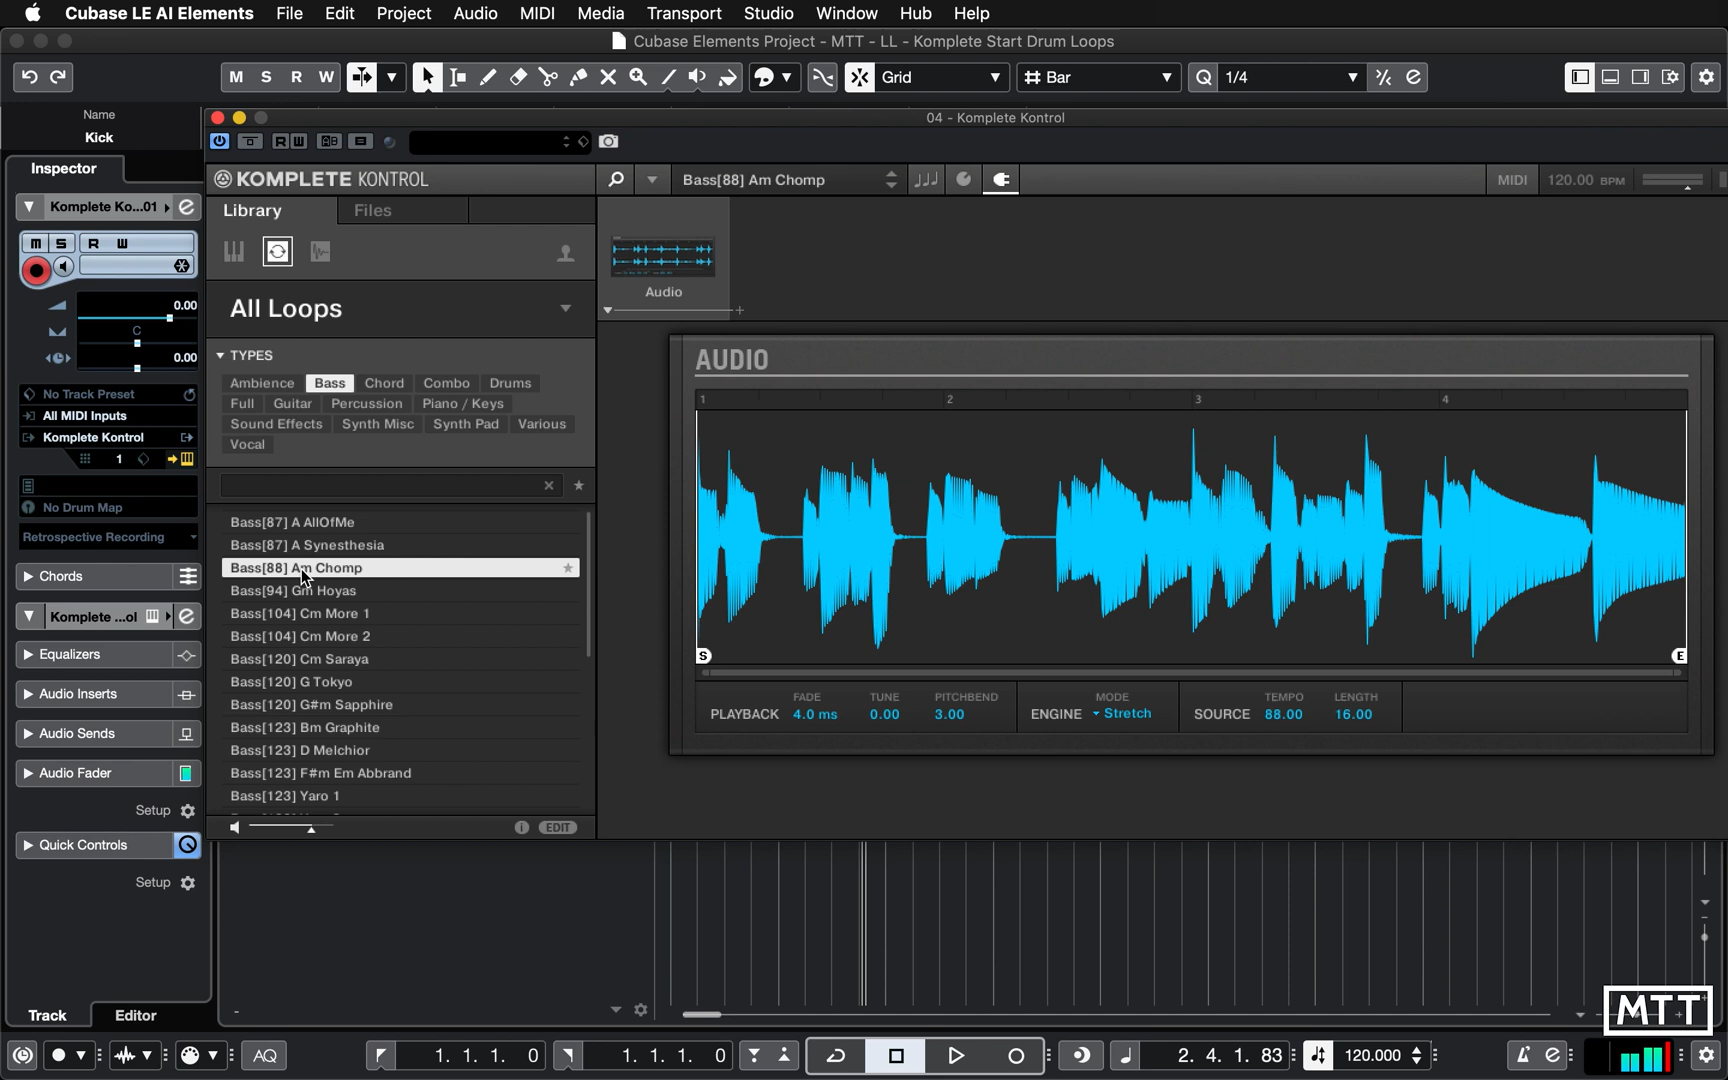 Cubase LE AI Elements File Edit Project Audio MIDI Media Transport Studio Window Hub Help
Cubase Elements Project - MTT - LL - Komplete Start Drum Loops
M S R W Grid Bar Q 1/4
Name
Kick
04 - Komplete Kontrol
Inspector
KOMPLETE KONTROL
Bass[88] Am Chomp
MIDI 120.00 BPM
Komplete Ko...01
Library Files
M S R W
Audio
0.00
C
0.00
All Loops
AUDIO
TYPES
Ambience Bass Chord Combo Drums
Full Guitar Percussion Piano / Keys
Sound Effects Synth Misc Synth Pad Various
Vocal
1 2 3 4
No Track Preset
All MIDI Inputs
Komplete Kontrol
1
No Drum Map
Retrospective Recording
Bass[87] A AllOfMe
Bass[87] A Synesthesia
Bass[88] Am Chomp
Bass[94] Gm Hoyas
Bass[104] Cm More 1
Bass[104] Cm More 2
Bass[120] Cm Saraya
Bass[120] G Tokyo
Bass[120] G#m Sapphire
Bass[123] Bm Graphite
Bass[123] D Melchior
Bass[123] F#m Em Abbrand
Bass[123] Yaro 1
EDIT
S E
FADE TUNE PITCHBEND MODE TEMPO LENGTH
PLAYBACK 4.0 ms 0.00 3.00 ENGINE Stretch SOURCE 88.00 16.00
Chords
Komplete ...ol
Equalizers
Audio Inserts
Audio Sends
Audio Fader
Setup
Quick Controls
Setup
Track Editor
MTT
AQ 1. 1. 1. 0 1. 1. 1. 0 2. 4. 1. 83 120.000